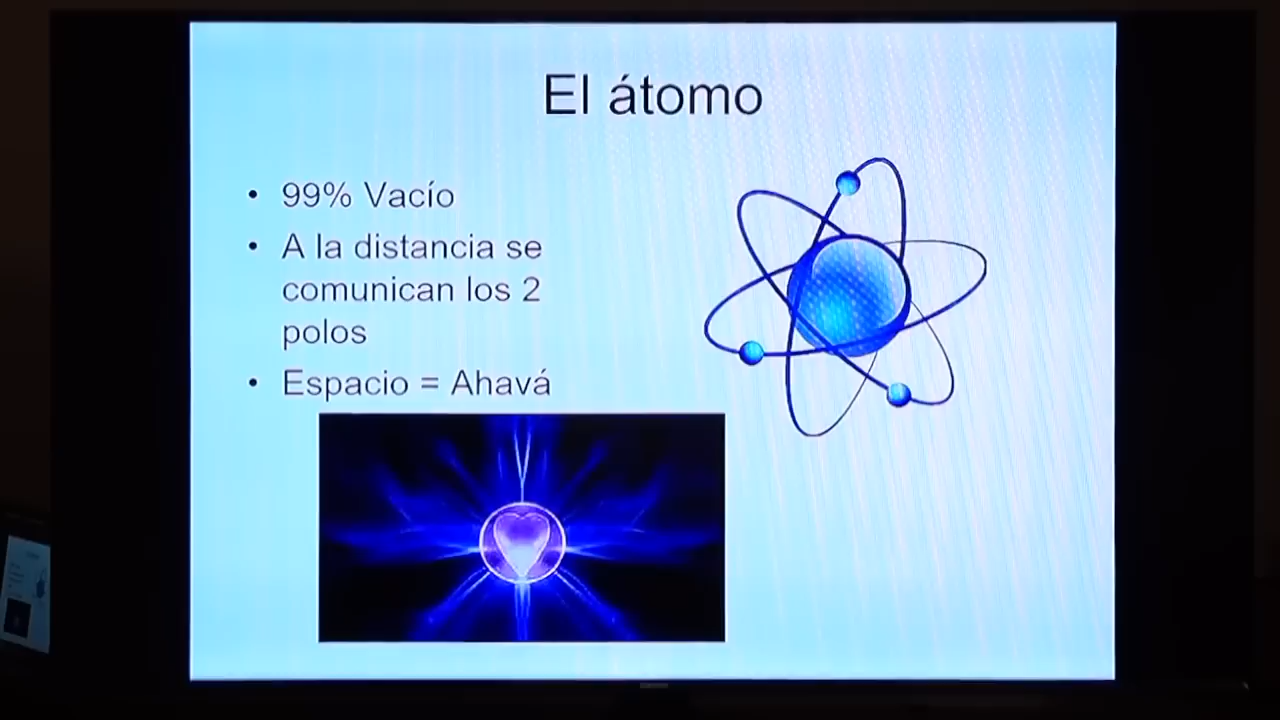 El átomo
• 99% Vacío
• A la distancia se
comunican los 2
polos
• Espacio = Ahavá